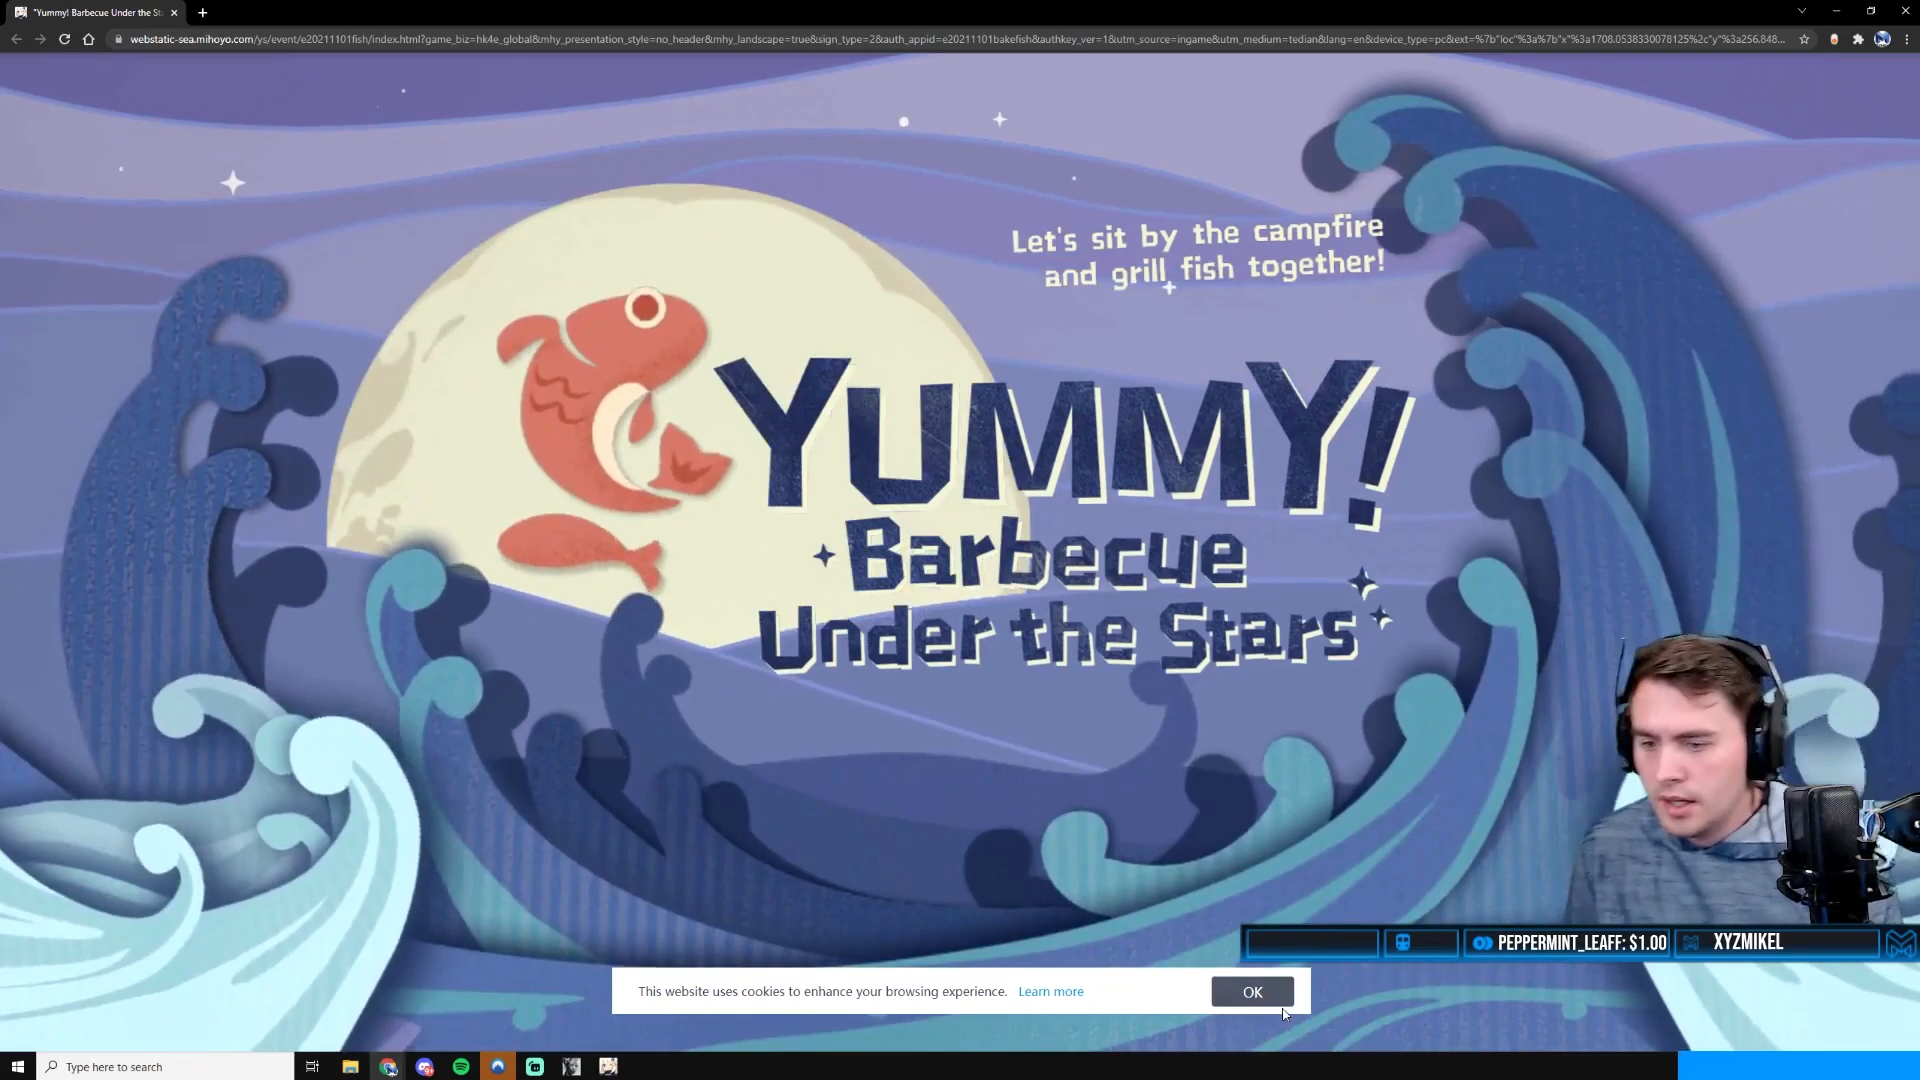 "Yummy! Barbecue Under the St
webstatic-sea.mihoyo.com/ys/event/e20211101fish/index.html?game_biz=hk4e_global&mhy_presentation_style=no_header&mhy_landscape=true&sign_type=2&auth_appid=e20211101bakefish&authkey_ver=1&utm_source=ingame&utm_medium=tedian&lang=en&device_type=pc&ext=%7b"loc"%3a%7b"x"%3a1708.0538330078125%2c"y"%3a256.848...
Let's sit by the campfire
and grill fish together!
YUMMY!
Barbecue
Under the Stars
PEPPERMINT_LEAFF: $1.00
XYZMIKEL
This website uses cookies to enhance your browsing experience. Learn more
OK
Type here to search